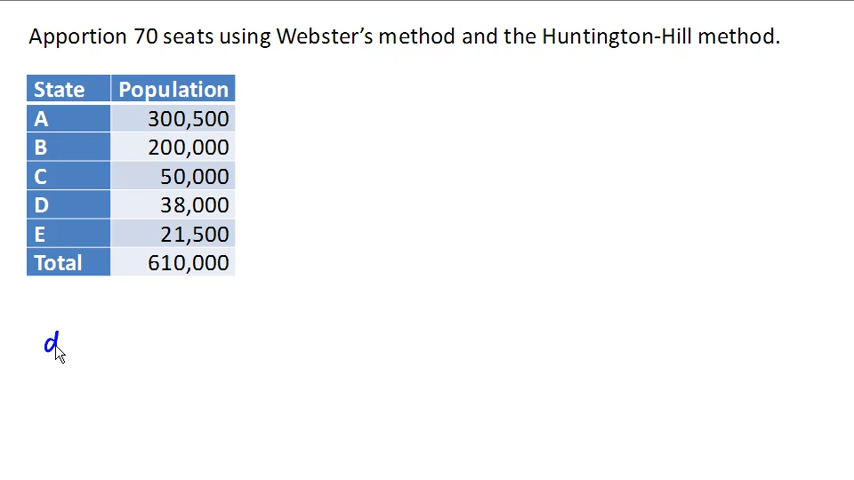 Apportion 70 seats using Webster's method and the Huntington-Hill method.
State Population
A 300,500
B 200,000
C 50,000
D 38,000
E 21,500
Total 610,000
d